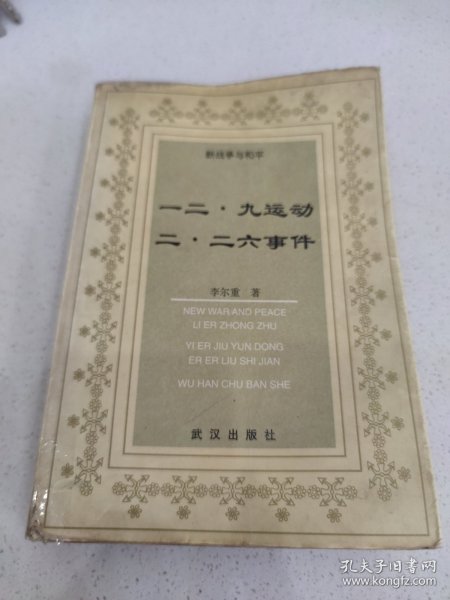 新战争与和平
一二·九运动
二·二六事件
李尔重 著
NEW WAR AND PEACE
LI ER ZHONG ZHU
YI ER JIU YUN DONG
ER ER LIU SHI JIAN
WU HAN CHU BAN SHE
武汉出版社
孔夫子旧书网
www.kongfz.com